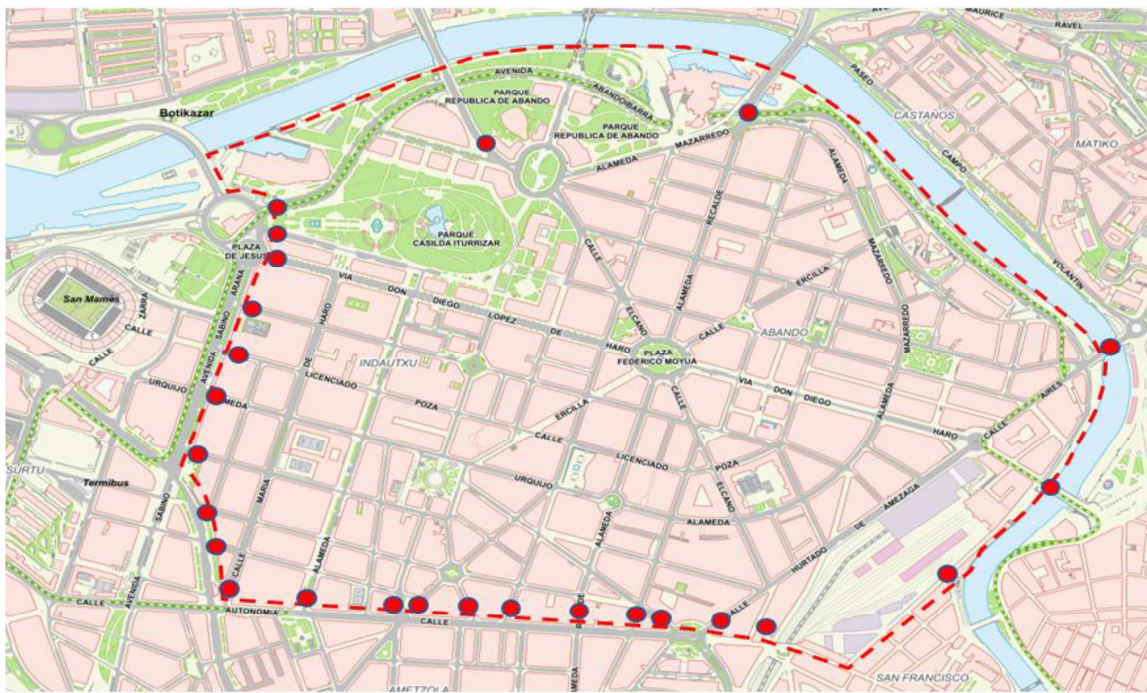 MAURICE
RAVEL
AVENIDA
ABANDOIBARRA
PASEO
PARQUE
REPUBLICA DE ABANDO
Botikazar
CASTAÑOS
PARQUE
REPUBLICA DE ABANDO
MAZARREDO
ALAMEDA
MATIKO
CAMPO
ALAMEDA
RECALDE
PARQUE
CASILDA ITURRIZAR
PLAZA
DE JESUS
CALLE
MAZARREDO
VOLANTIN
ERCILLA
ARANA
VIA
DON
DIEGO
LOPEZ
DE
HARO
ELCANO
ALAMEDA
San Mamés
ZARRA
SABINO
HARO
CALLE
ABANDO
MAZARREDO
CALLE
CALLE
AVENIDA
DE
INDAUTXU
LICENCIADO
PLAZA
FEDERICO MOYUA
URQUIJO
POZA
ERCILLA
CALLE
VIA
DON
DIEGO
ALAMEDA
HARO
CALLE
AIRES
CALLE
LICENCIADO
POZA
SURTU
Termibus
MARIA
URQUIJO
ELCANO
AMEZAGA
SABINO
ALAMEDA
ALAMEDA
DE
ALAMEDA
HURTADO
AVENIDA
CALLE
CALLE
AUTONOMIA
CALLE
CALLE
ALAMEDA
AMETZOLA
SAN FRANCISCO